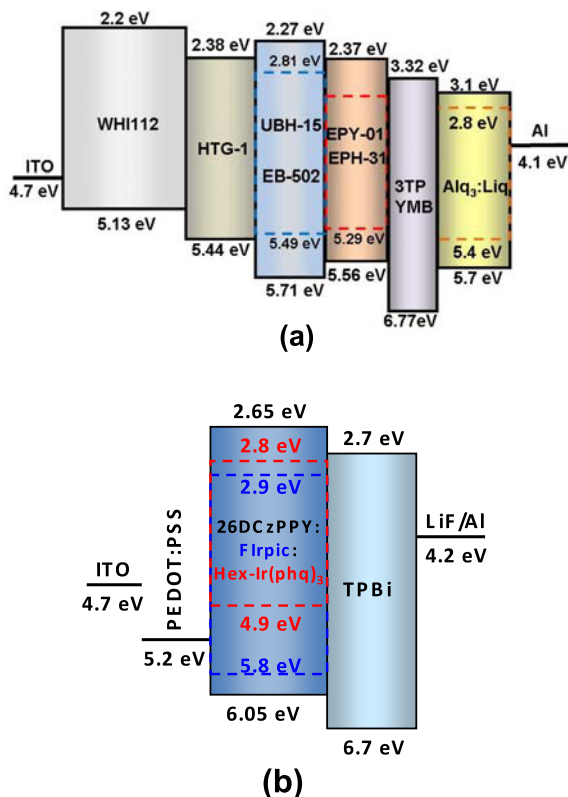 2.2 eV
2.38 eV
2.27 eV
2.37 eV
3.32 eV
3.1 eV
2.81 eV
2.8 eV
WHI112
HTG-1
UBH-15
EB-502
EPY-01
EPH-31
3TP
YMB
Alq₃:Liq
Al
4.1 eV
ITO
4.7 eV
5.13 eV
5.44 eV
5.49 eV
5.71 eV
5.29 eV
5.56 eV
6.77eV
5.4 eV
5.7 eV
(a)
2.65 eV
2.8 eV
2.9 eV
2.7 eV
26DCzPPY:
FIrpic:
Hex-Ir(phq)₃
TPBi
LiF/Al
4.2 eV
ITO
4.7 eV
PEDOT:PSS
5.2 eV
4.9 eV
5.8 eV
6.05 eV
6.7 eV
(b)